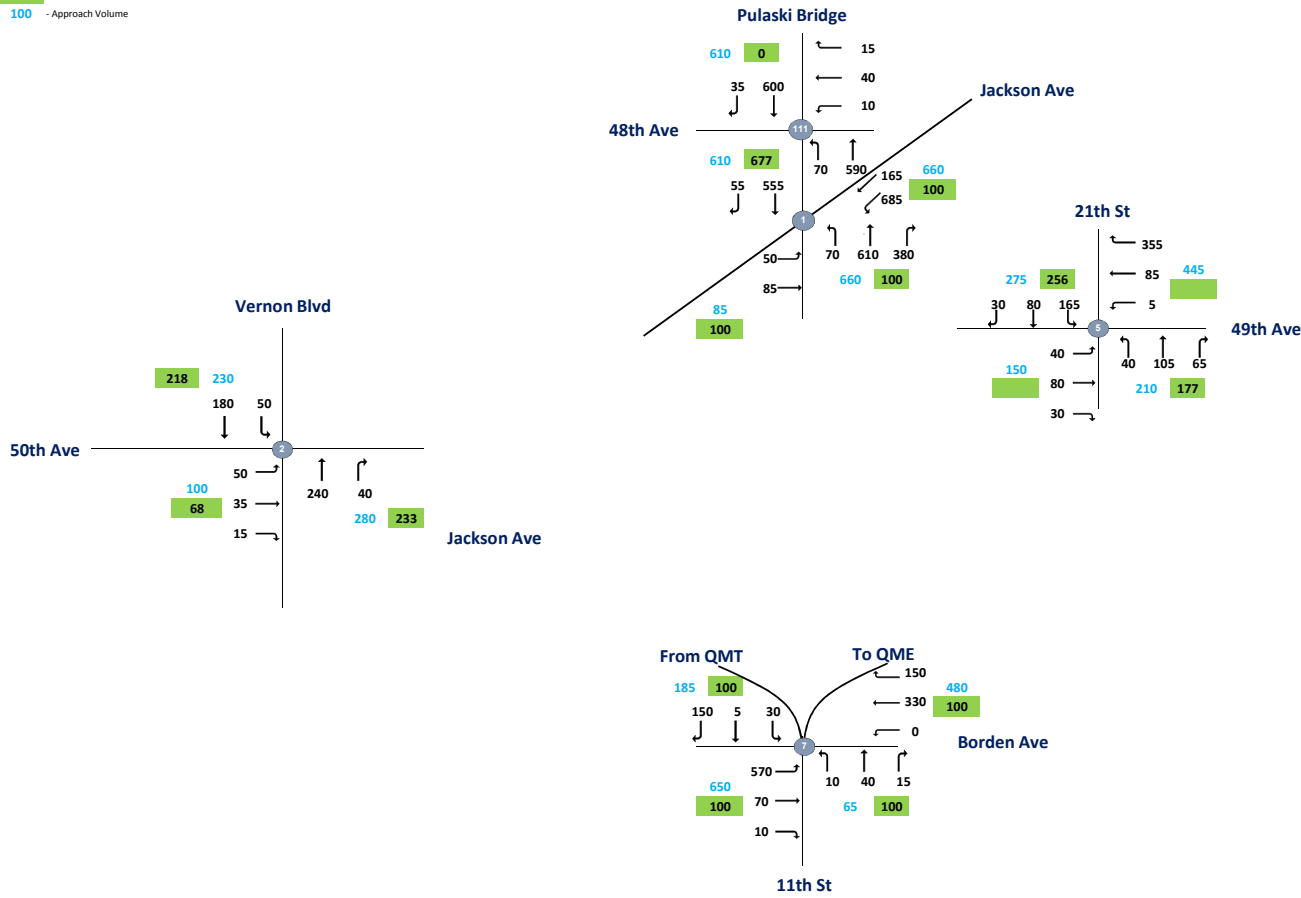 100 - Approach Volume
Pulaski Bridge
610 0
15
40
10
35 600
48th Ave
111
Jackson Ave
610 677
70 590
55 555
165
685
660
100
1
70 610 380
50
85
660 100
85
100
21th St
355
85
5
445
275 256
30 80 165
5
49th Ave
40
80
30
150
40 105 65
210 177
Vernon Blvd
218 230
180 50
50th Ave
2
50
35
15
100
68
240 40
280 233
Jackson Ave
From QMT
To QME
185 100
150 5 30
150
330
0
480
100
7
Borden Ave
570
70
10
650
100
10 40 15
65 100
11th St